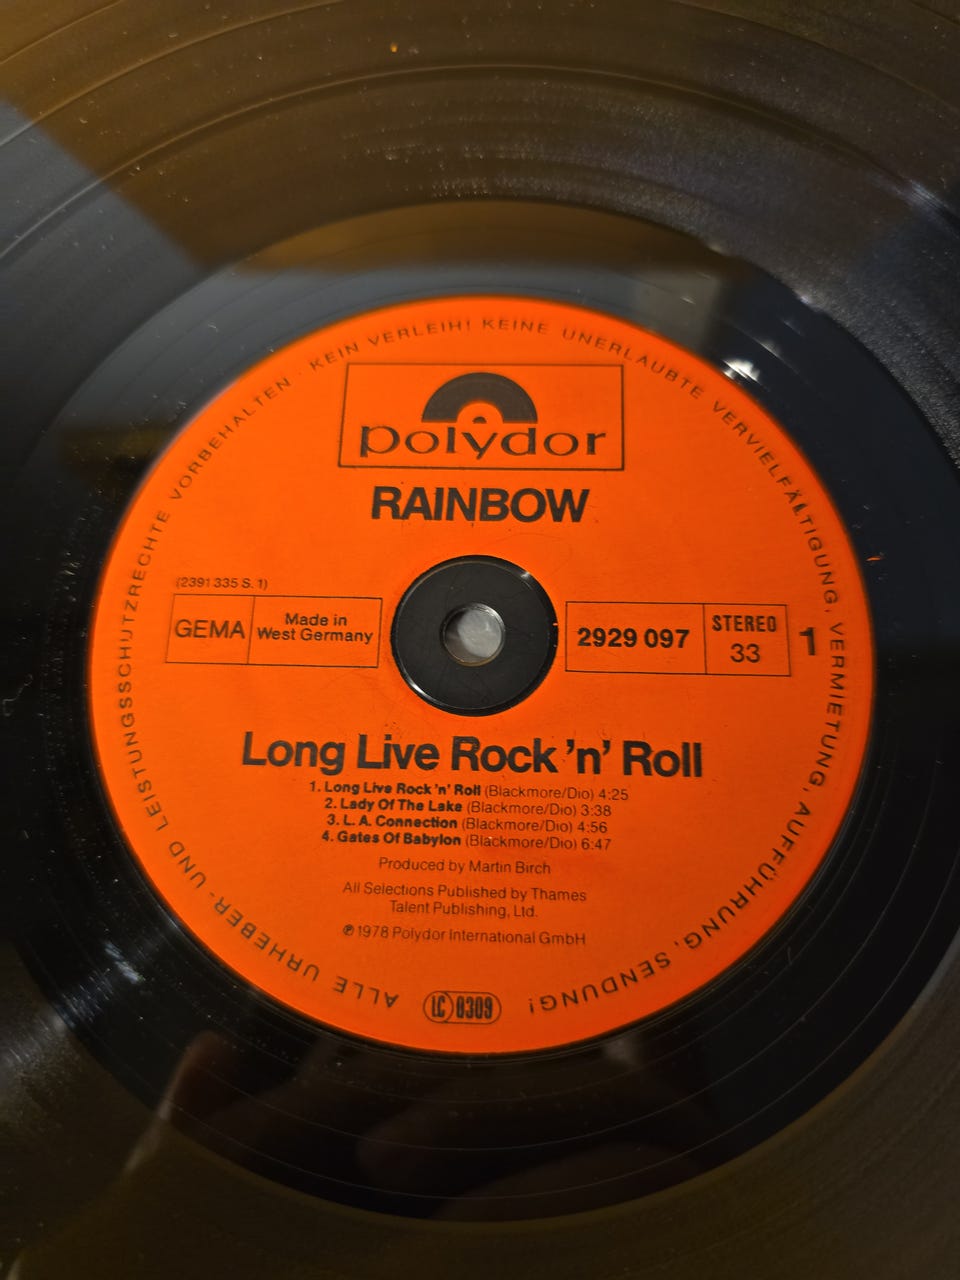 ALLE URHEBER- UND LEISTUNGSSCHUTZRECHTE VORBEHALTEN · KEIN VERLEIH! KEINE UNERLAUBTE VERVIELFÄLTIGUNG, VERMIETUNG, AUFFÜHRUNG, SENDUNG!
polydor
RAINBOW
(2391 335 S. 1)
GEMA
Made in
West Germany
2929 097
STEREO
33
1
Long Live Rock 'n' Roll
1. Long Live Rock 'n' Roll (Blackmore/Dio) 4:25
2. Lady Of The Lake (Blackmore/Dio) 3:38
3. L. A. Connection (Blackmore/Dio) 4:56
4. Gates Of Babylon (Blackmore/Dio) 6:47
Produced by Martin Birch
All Selections Published by Thames
Talent Publishing, Ltd.
℗ 1978 Polydor International GmbH
LC 0309